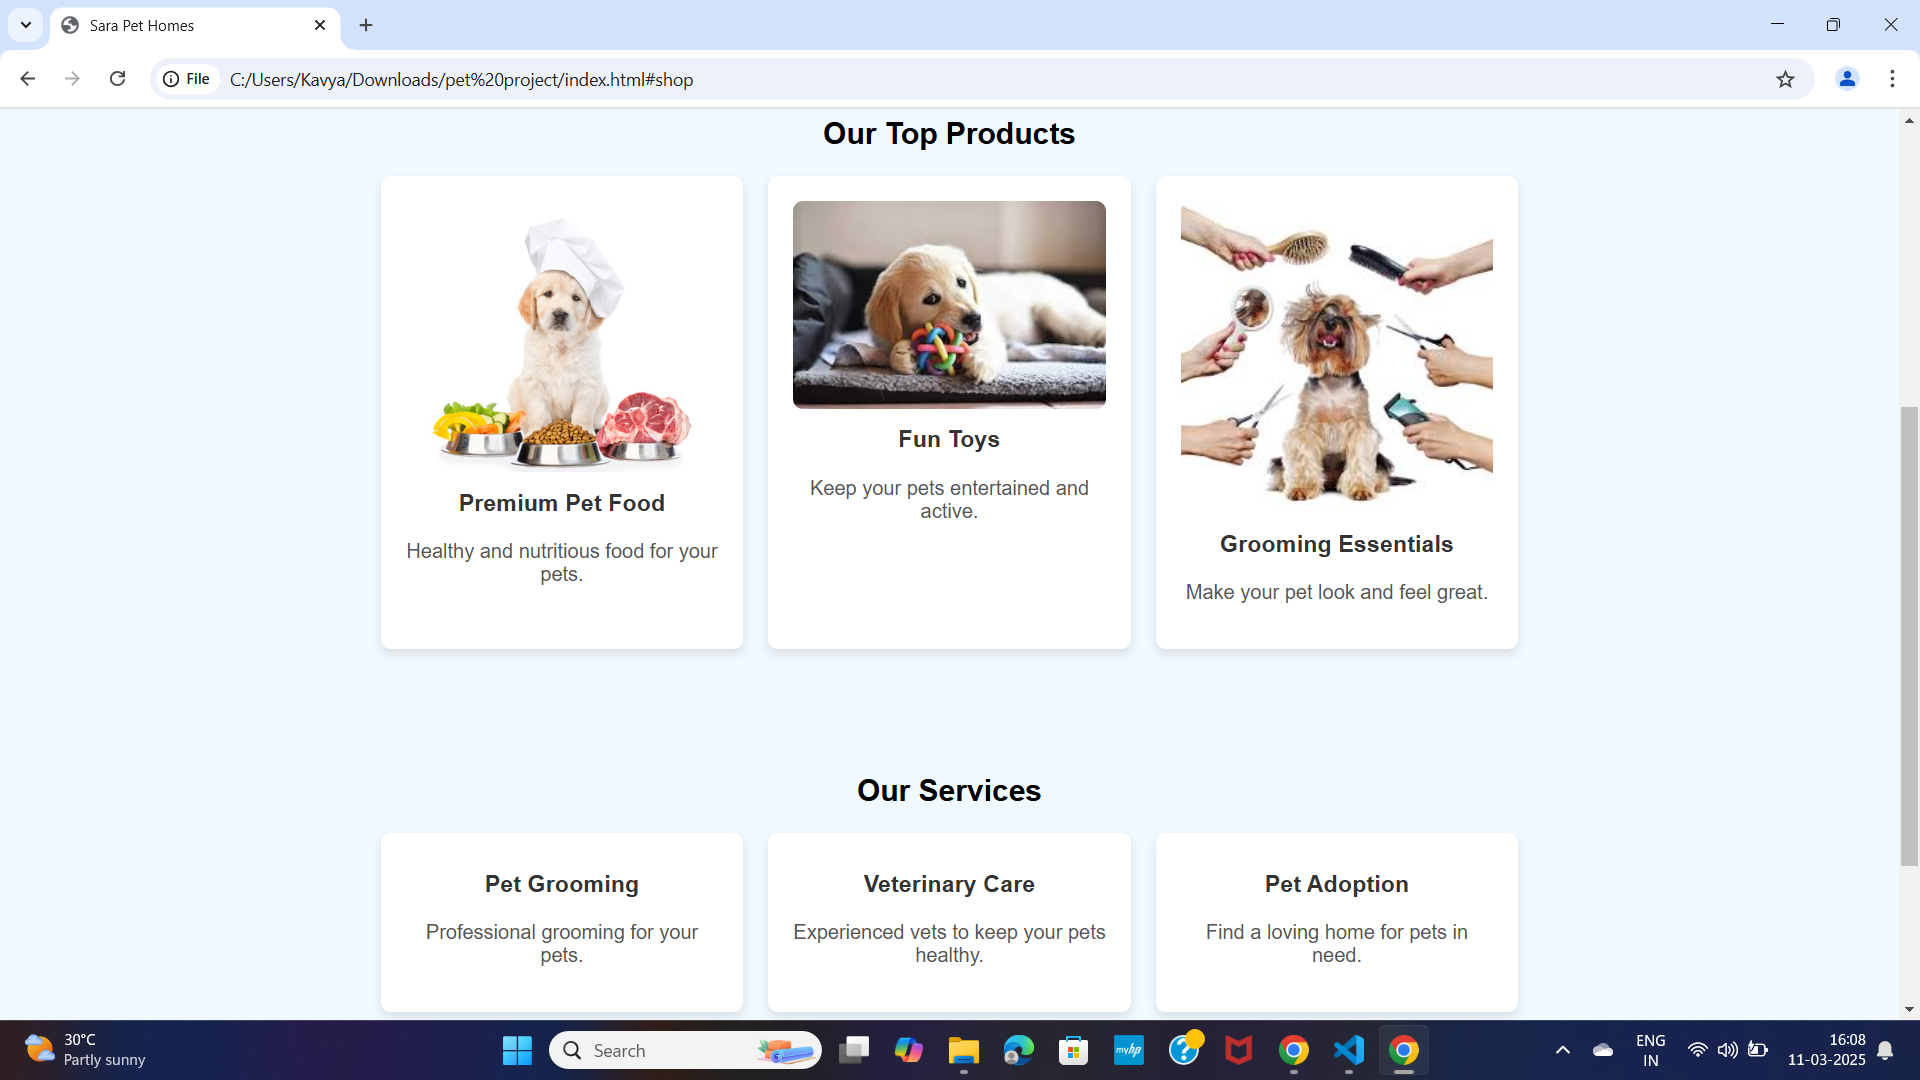 Sara Pet Homes
File
C:/Users/Kavya/Downloads/pet%20project/index.html#shop
Our Top Products
Premium Pet Food
Healthy and nutritious food for your
pets.
Fun Toys
Keep your pets entertained and
active.
Grooming Essentials
Make your pet look and feel great.
Our Services
Pet Grooming
Professional grooming for your
pets.
Veterinary Care
Experienced vets to keep your pets
healthy.
Pet Adoption
Find a loving home for pets in
need.
30°C
Partly sunny
Search
myhp
ENG
IN
16:08
11-03-2025